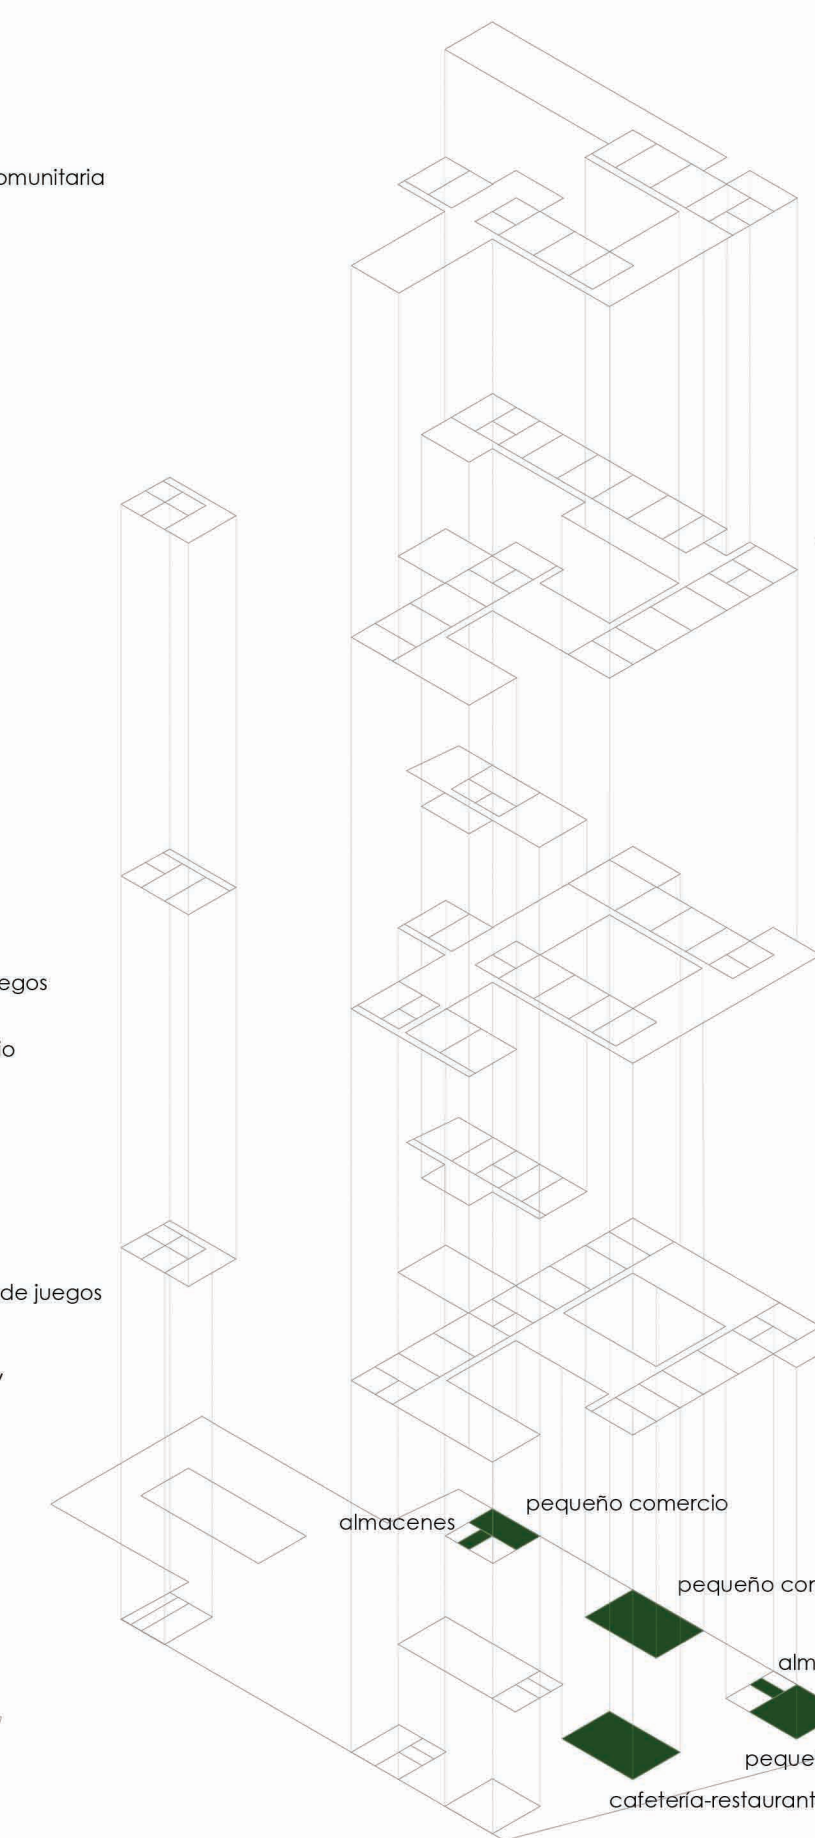 omunitaria
egos
io
de juegos
y
pequeño comercio
almacenes
pequeño cor
alm
peque
cafetería-restaurant